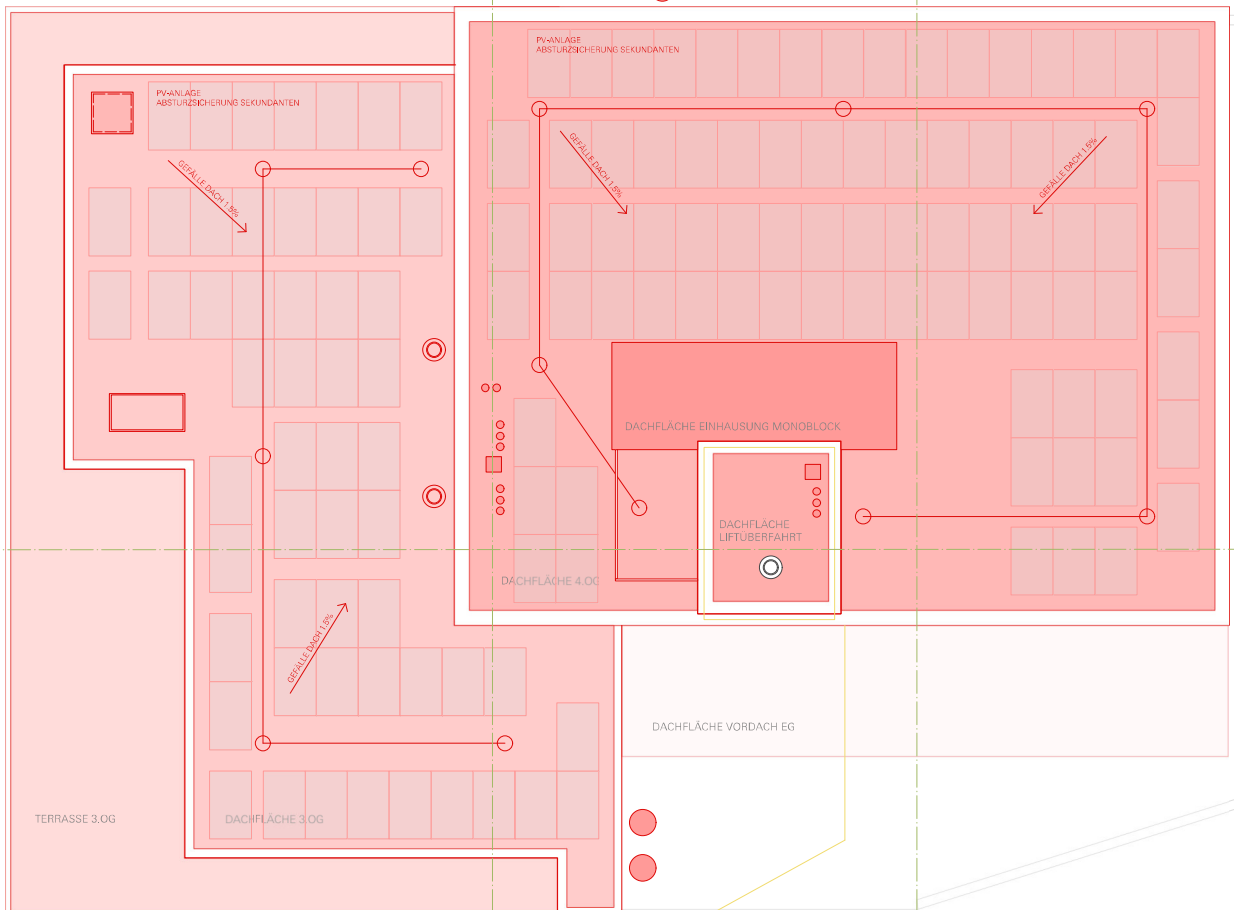 PV-ANLAGE
ABSTURZSICHERUNG SEKUNDANTEN
PV-ANLAGE
ABSTURZSICHERUNG SEKUNDANTEN
GEFÄLLE DACH 1.5%
GEFÄLLE DACH 1.5%
GEFÄLLE DACH 1.5%
DACHFLÄCHE EINHAUSUNG MONOBLOCK
DACHFLÄCHE
LIFTÜBERFAHRT
DACHFLÄCHE 4.OG
GEFÄLLE DACH 1.5%
DACHFLÄCHE VORDACH EG
TERRASSE 3.OG
DACHFLÄCHE 3.OG